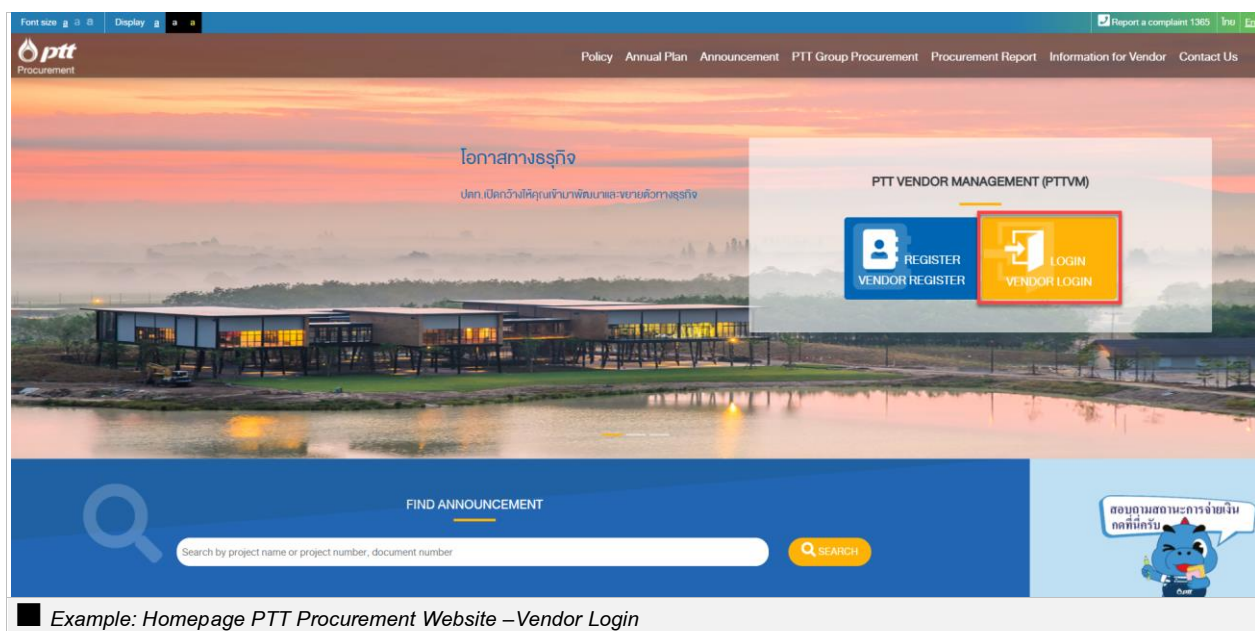 Font size a a a Display a a a
Report a complaint 1365 ไทย En
ptt
Procurement
Policy Annual Plan Announcement PTT Group Procurement Procurement Report Information for Vendor Contact Us
โอกาสทางธุรกิจ
ปตท.เปิดกว้างให้คุณเข้ามาพัฒนาและขยายตัวทางธุรกิจ
PTT VENDOR MANAGEMENT (PTTVM)
REGISTER
VENDOR REGISTER
LOGIN
VENDOR LOGIN
FIND ANNOUNCEMENT
Search by project name or project number, document number
SEARCH
สอบถามสถานะการจ่ายเงิน
กดที่นี่ครับ
Example: Homepage PTT Procurement Website –Vendor Login